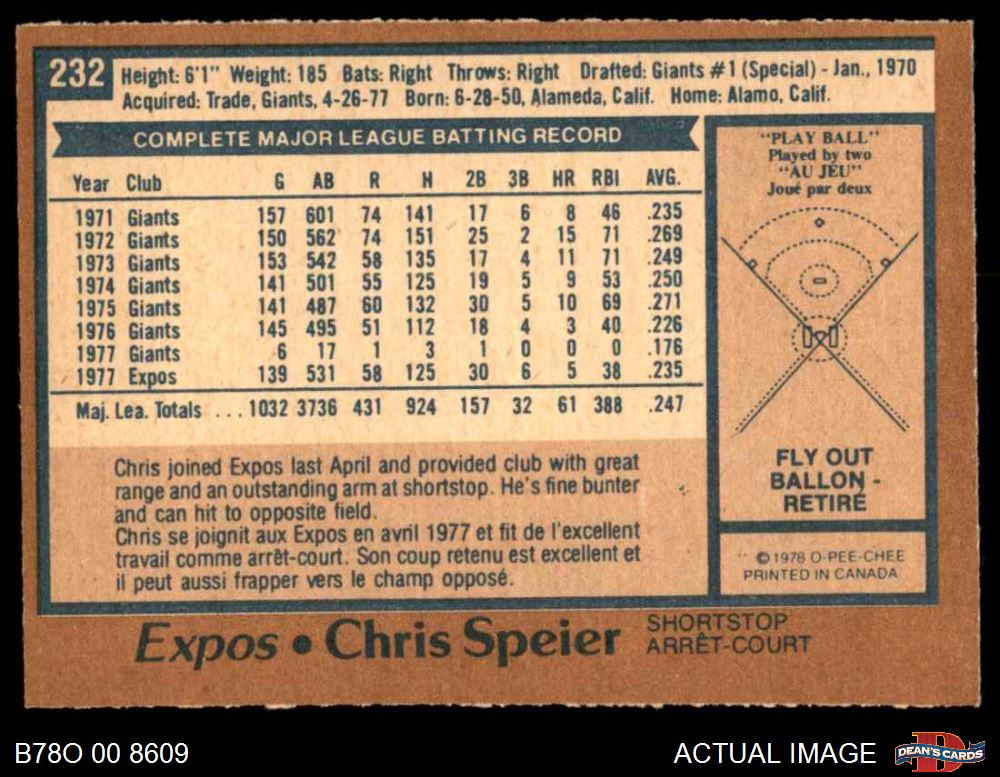 232
Height: 6'1" Weight: 185 Bats: Right Throws: Right Drafted: Giants #1 (Special) - Jan., 1970
Acquired: Trade, Giants, 4-26-77 Born: 6-28-50, Alameda, Calif. Home: Alamo, Calif.
COMPLETE MAJOR LEAGUE BATTING RECORD
Year Club G AB R H 2B 3B HR RBI AVG.
1971 Giants 157 601 74 141 17 6 8 46 .235
1972 Giants 150 562 74 151 25 2 15 71 .269
1973 Giants 153 542 58 135 17 4 11 71 .249
1974 Giants 141 501 55 125 19 5 9 53 .250
1975 Giants 141 487 60 132 30 5 10 69 .271
1976 Giants 145 495 51 112 18 4 3 40 .226
1977 Giants 6 17 1 3 1 0 0 0 .176
1977 Expos 139 531 58 125 30 6 5 38 .235
Maj. Lea. Totals ... 1032 3736 431 924 157 32 61 388 .247
Chris joined Expos last April and provided club with great
range and an outstanding arm at shortstop. He's fine bunter
and can hit to opposite field.
Chris se joignit aux Expos en avril 1977 et fit de l'excellent
travail comme arrêt-court. Son coup retenu est excellent et
il peut aussi frapper vers le champ opposé.
"PLAY BALL"
Played by two
"AU JEU"
Joué par deux
FLY OUT
BALLON -
RETIRÉ
© 1978 O-PEE-CHEE
PRINTED IN CANADA
Expos • Chris Speier
SHORTSTOP
ARRÊT-COURT
B78O 00 8609
ACTUAL IMAGE
DEAN'S CARDS